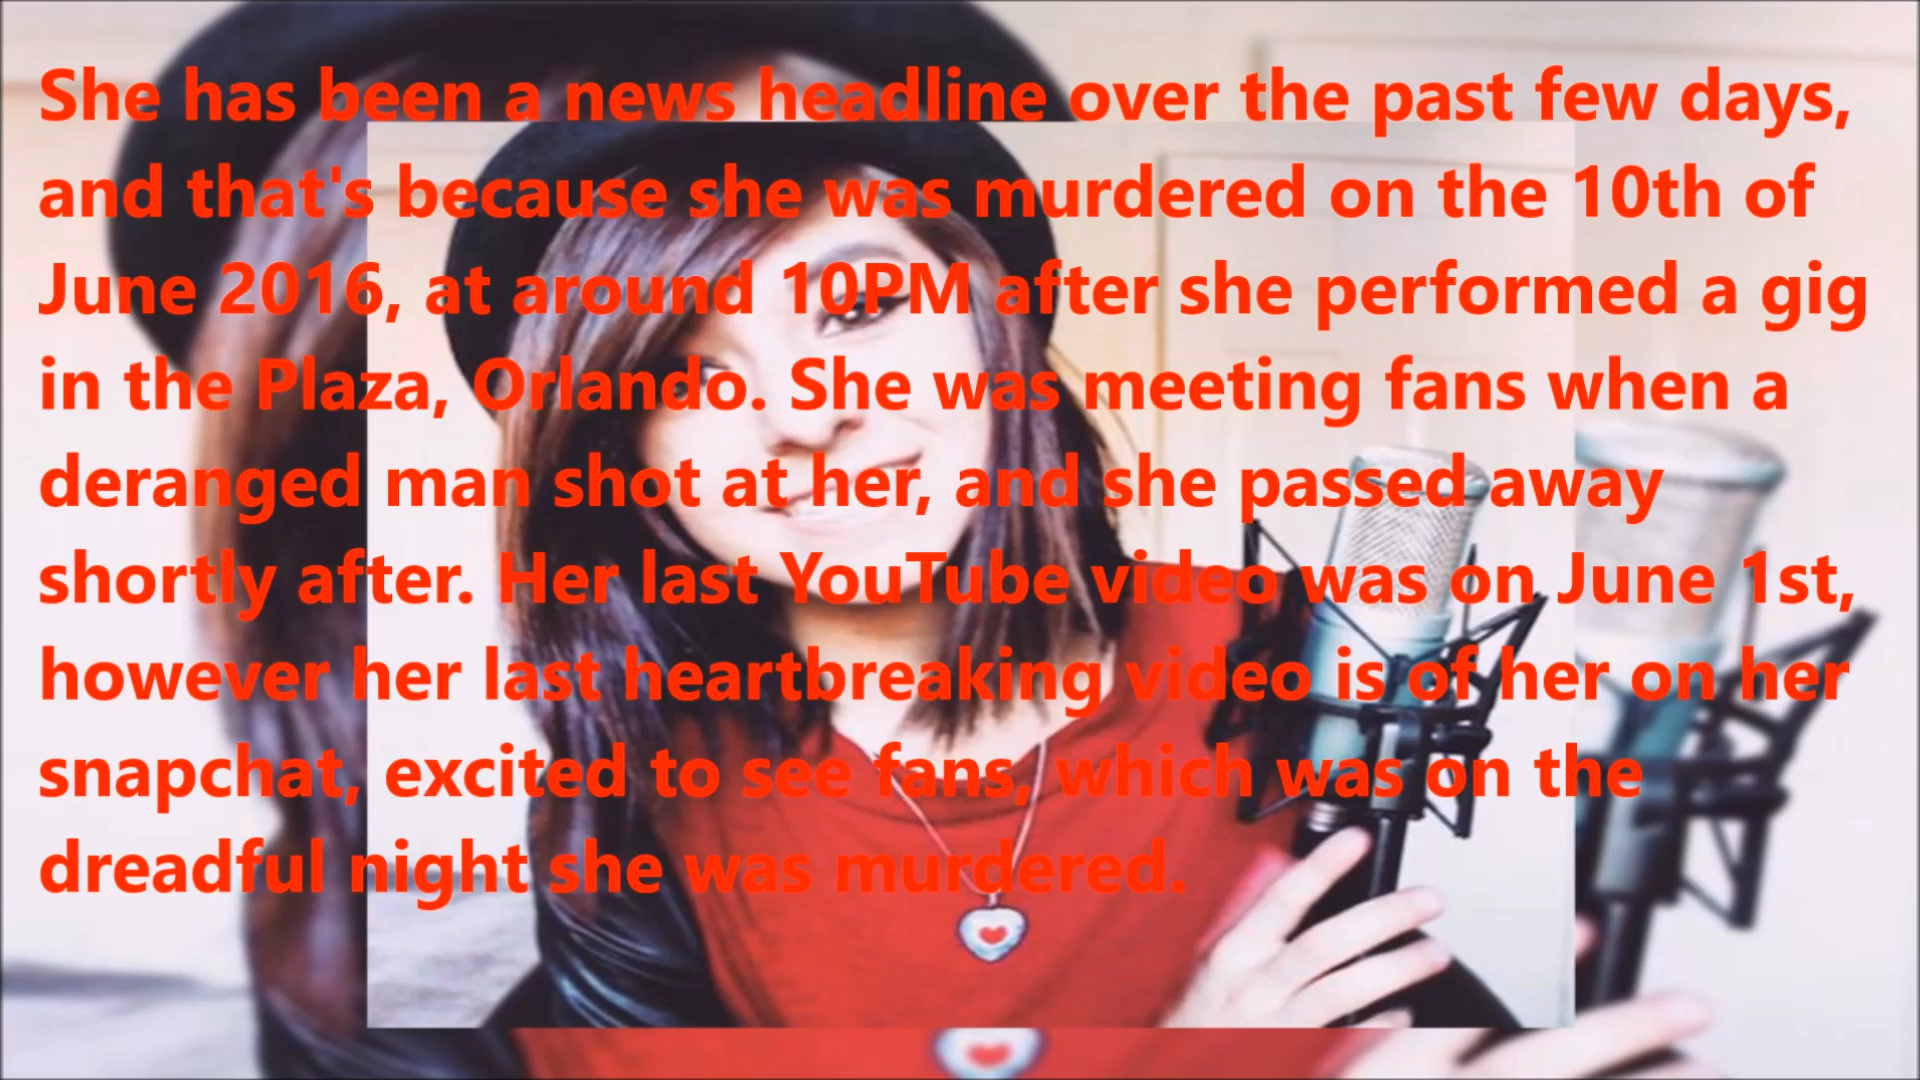 She has been a news headline over the past few days,
and that's because she was murdered on the 10th of
June 2016, at around 10PM after she performed a gig
in the Plaza, Orlando. She was meeting fans when a
deranged man shot at her, and she passed away
shortly after. Her last YouTube video was on June 1st,
however her last heartbreaking video is of her on her
snapchat, excited to see fans, which was on the
dreadful night she was murdered.